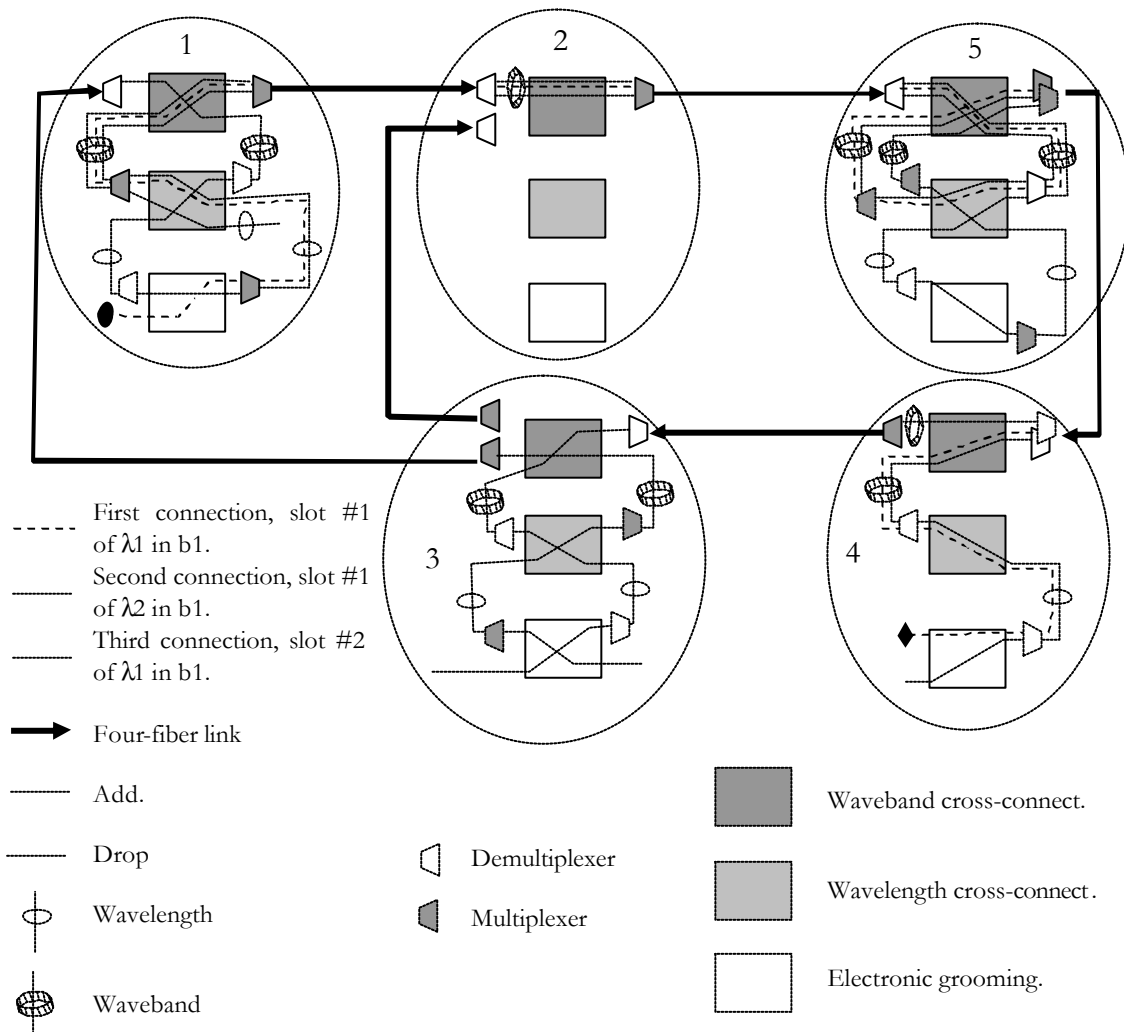 1
2
5
3
4
First connection, slot #1
of λ1 in b1.
Second connection, slot #1
of λ2 in b1.
Third connection, slot #2
of λ1 in b1.
Four-fiber link
Add.
Drop
Wavelength
Waveband
Demultiplexer
Multiplexer
Waveband cross-connect.
Wavelength cross-connect.
Electronic grooming.